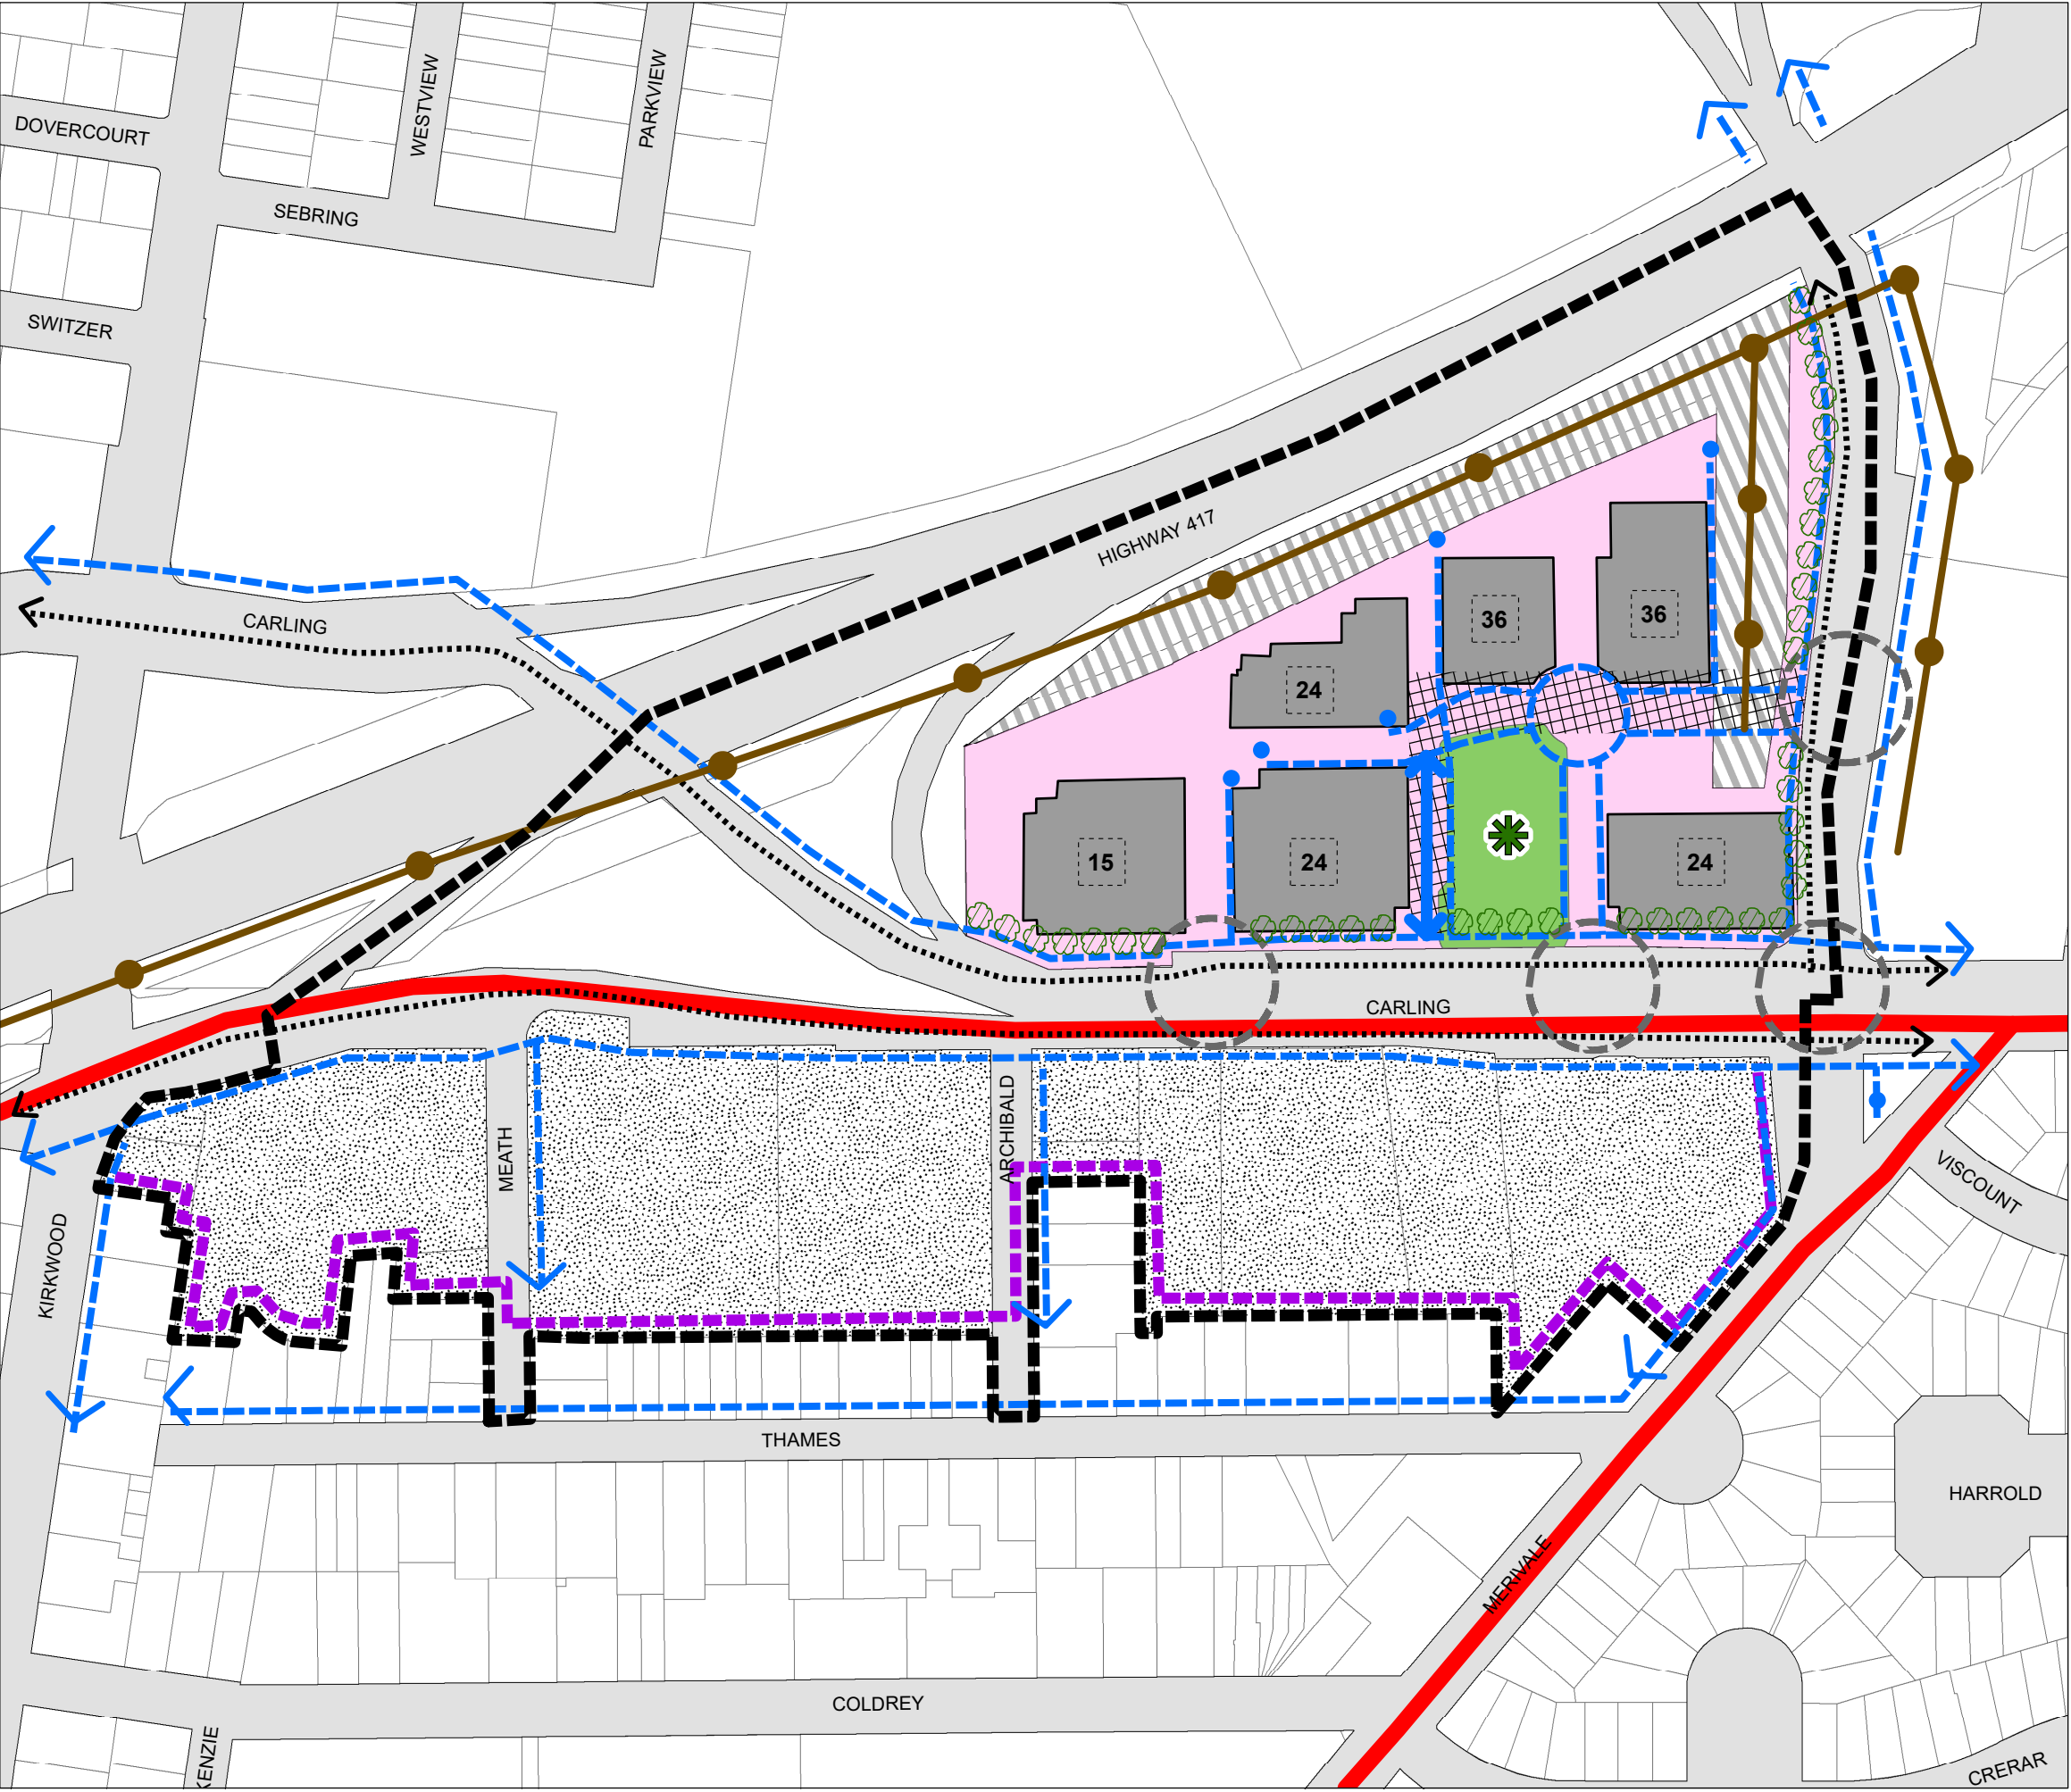 DOVERCOURT
WESTVIEW
PARKVIEW
SEBRING
SWITZER
HIGHWAY 417
CARLING
36
36
24
15
24
24
CARLING
MEATH
ARCHIBALD
KIRKWOOD
VISCOUNT
THAMES
HARROLD
MERIVALE
COLDREY
KENZIE
CRERAR